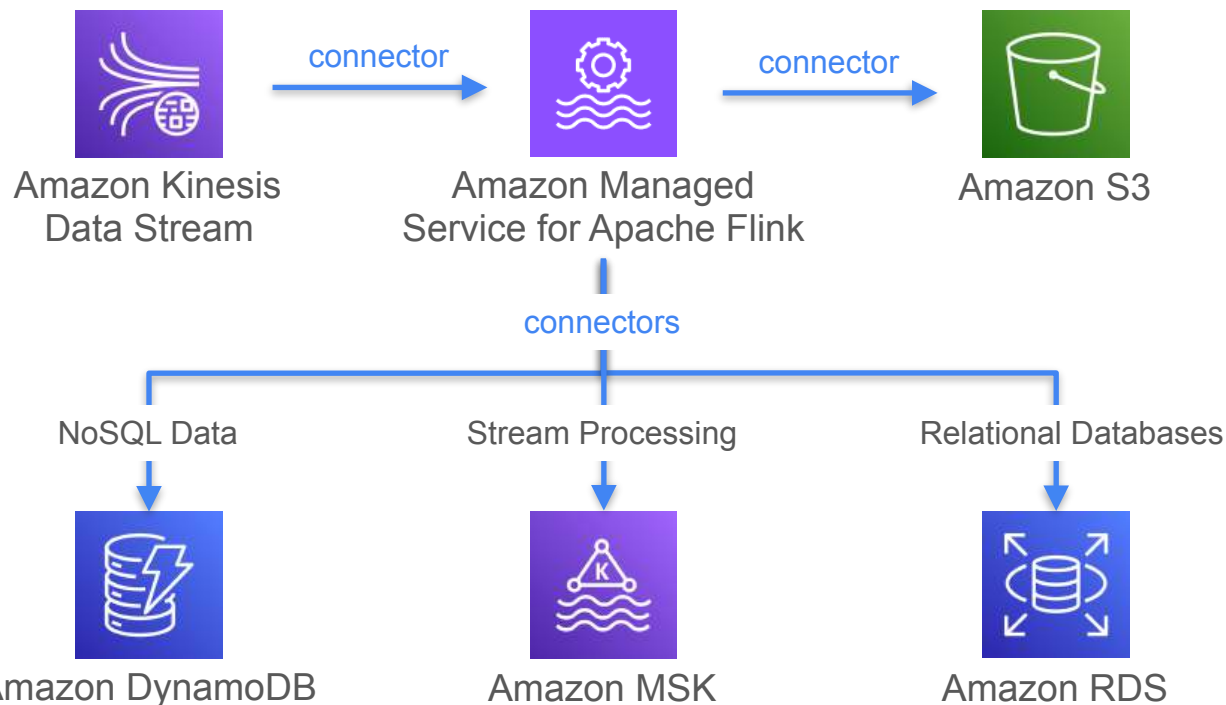 connector
connector
Amazon Kinesis
Data Stream
Amazon Managed
Service for Apache Flink
Amazon S3
connectors
NoSQL Data
Stream Processing
Relational Databases
K
Amazon DynamoDB
Amazon MSK
Amazon RDS